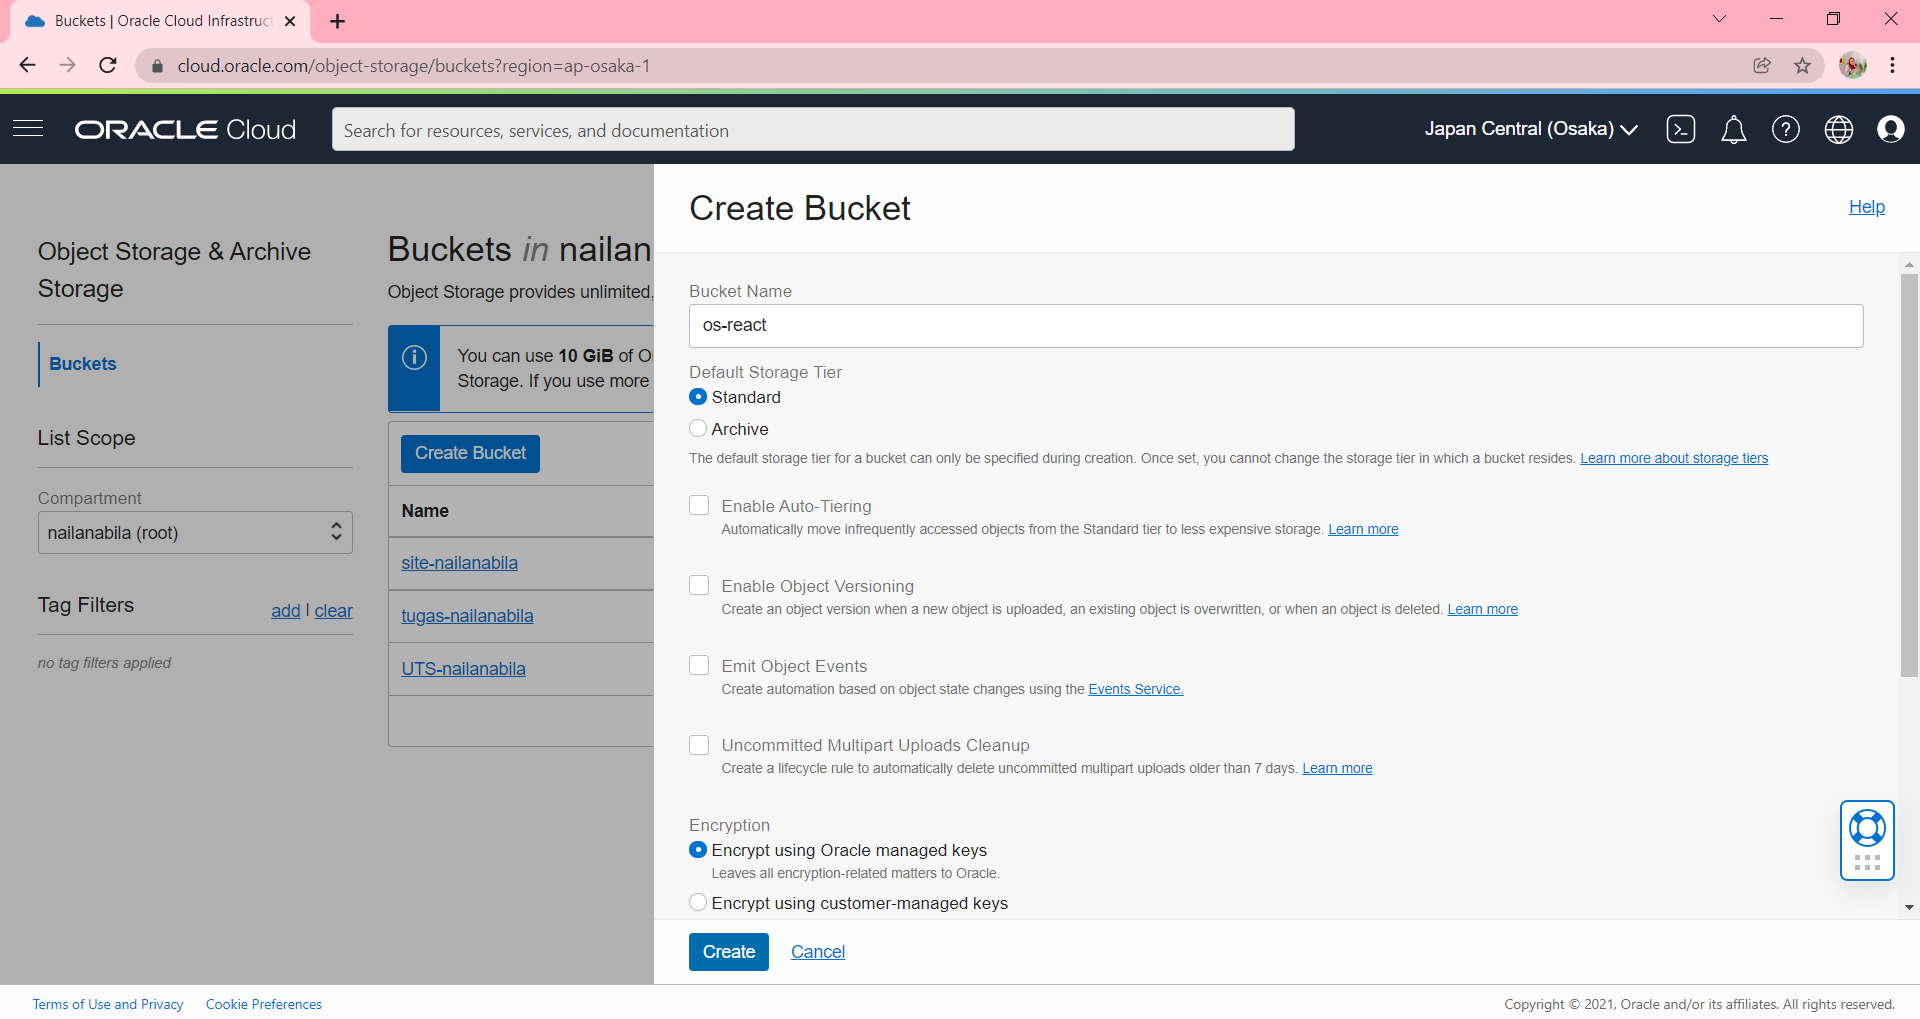 Buckets | Oracle Cloud Infrastruct
cloud.oracle.com/object-storage/buckets?region=ap-osaka-1
ORACLE Cloud
Search for resources, services, and documentation
Japan Central (Osaka)
Object Storage & Archive
Storage
Buckets
List Scope
Compartment
nailanabila (root)
Tag Filters
add | clear
no tag filters applied
Buckets in nailan
Object Storage provides unlimited,
You can use 10 GiB of O
Storage. If you use more
Create Bucket
Name
site-nailanabila
tugas-nailanabila
UTS-nailanabila
Create Bucket
Help
Bucket Name
os-react
Default Storage Tier
Standard
Archive
The default storage tier for a bucket can only be specified during creation. Once set, you cannot change the storage tier in which a bucket resides. Learn more about storage tiers
Enable Auto-Tiering
Automatically move infrequently accessed objects from the Standard tier to less expensive storage. Learn more
Enable Object Versioning
Create an object version when a new object is uploaded, an existing object is overwritten, or when an object is deleted. Learn more
Emit Object Events
Create automation based on object state changes using the Events Service.
Uncommitted Multipart Uploads Cleanup
Create a lifecycle rule to automatically delete uncommitted multipart uploads older than 7 days. Learn more
Encryption
Encrypt using Oracle managed keys
Leaves all encryption-related matters to Oracle.
Encrypt using customer-managed keys
Create
Cancel
Terms of Use and Privacy
Cookie Preferences
Copyright © 2021, Oracle and/or its affiliates. All rights reserved.